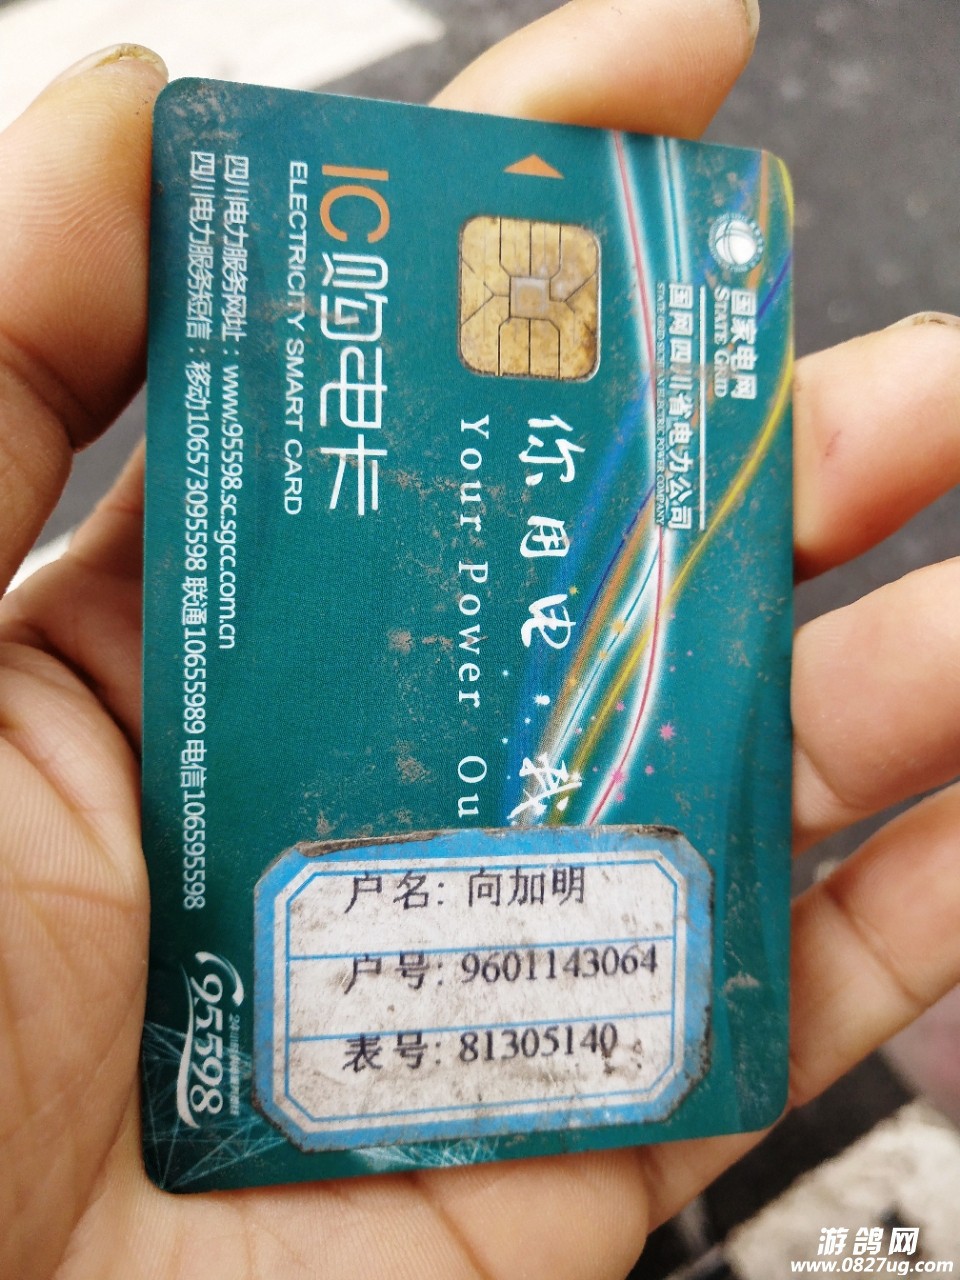 国家电网
STATE GRID
国网四川省电力公司
STATE GRID SICHUAN ELECTRIC POWER COMPANY
你用电 我
Your Power Ou
IC购电卡
ELECTRICITY SMART CARD
四川电力服务网址：www.95598.sc.sgcc.com.cn
四川电力服务短信：移动106573095598 联通10655989 电信106595598
95598
户名: 向加明
户号: 9601143064
表号: 81305140
游鸽网
www.0827ug.com